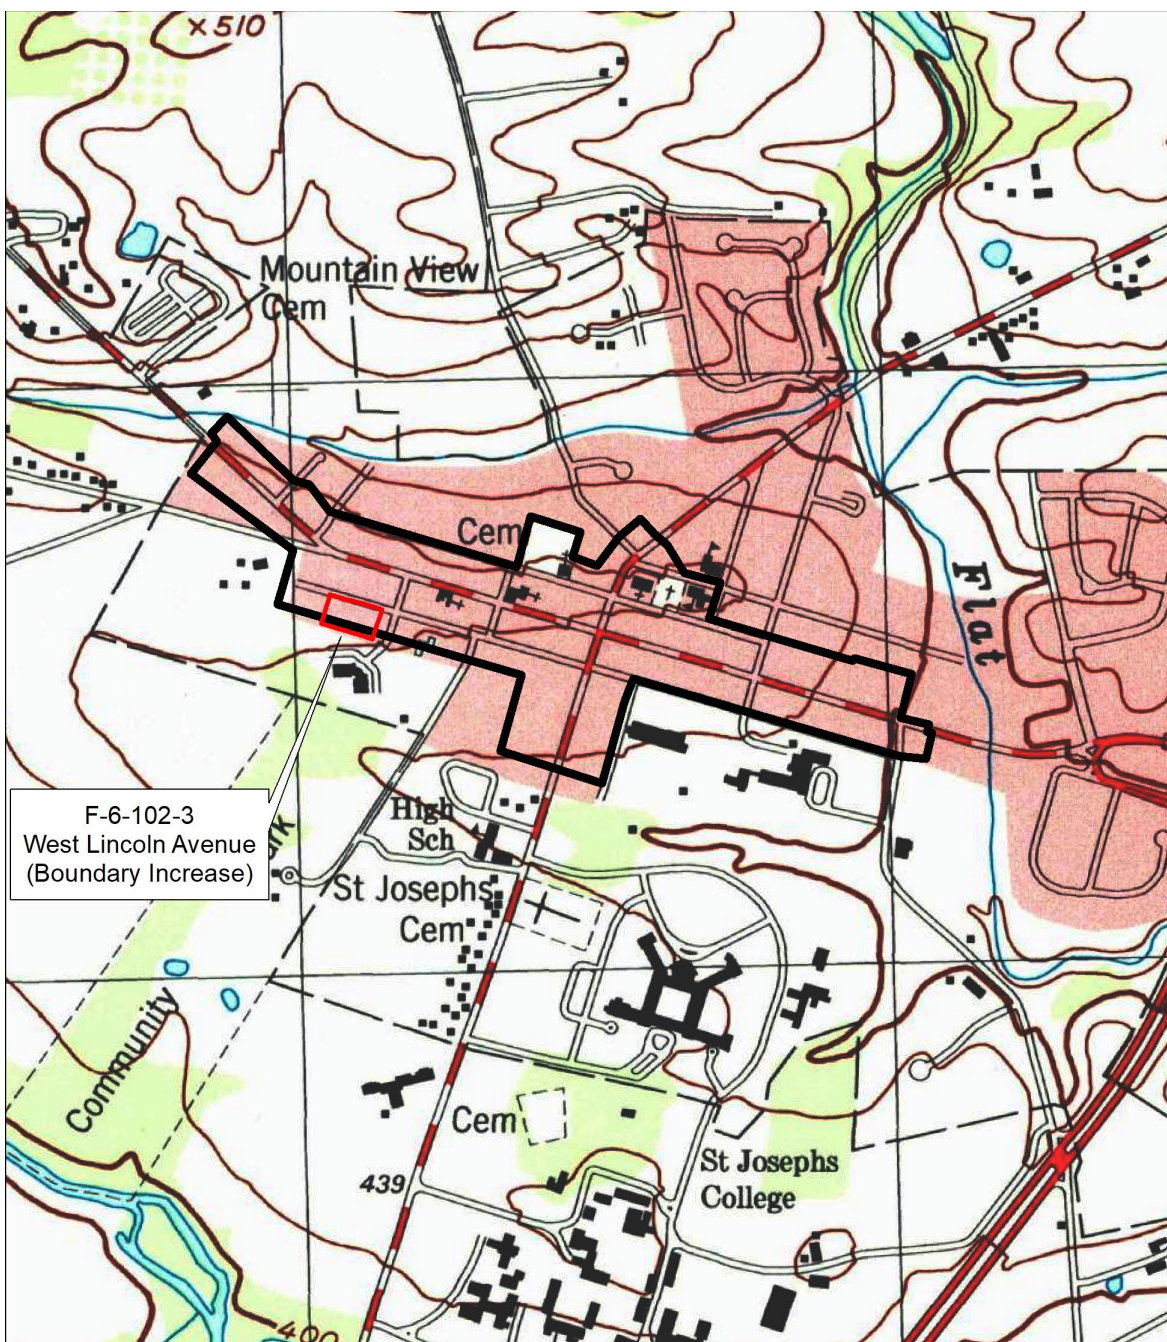 ×510
Mountain View
Cem
Cem
Flat
F-6-102-3
West Lincoln Avenue
(Boundary Increase)
High
Sch
St Josephs
Cem
Community
Cem
St Josephs
College
439
400